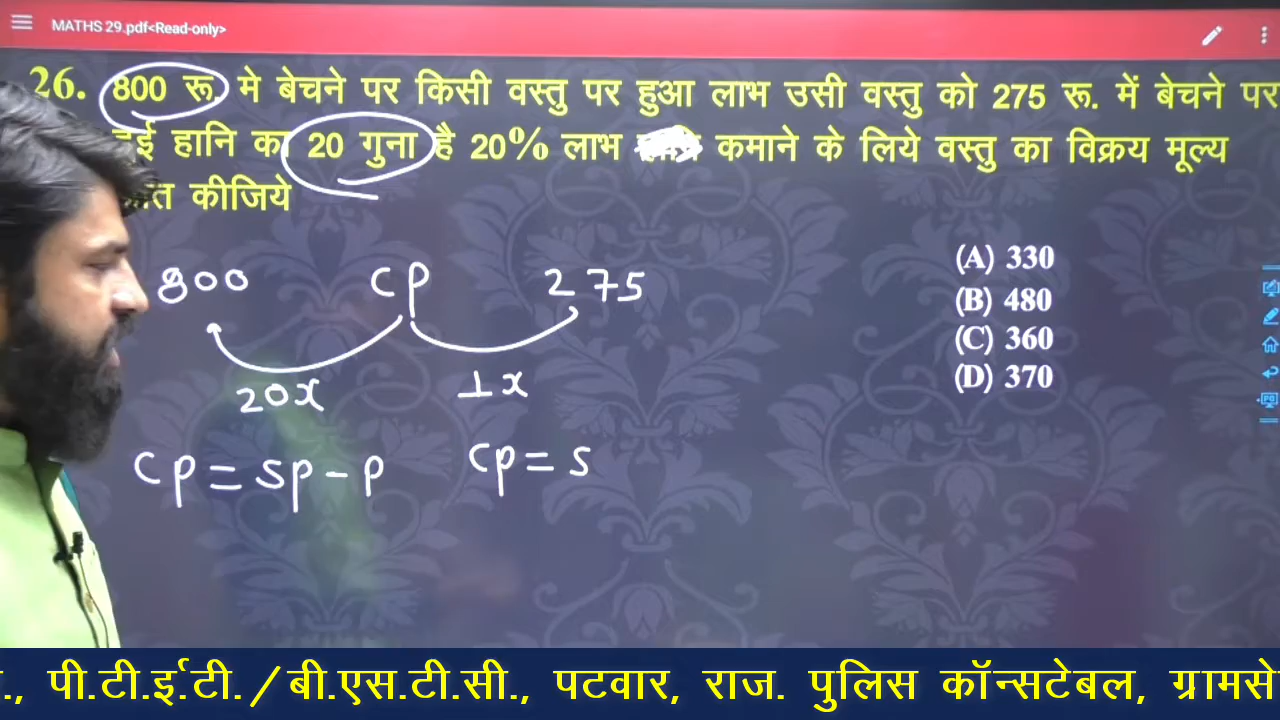 MATHS 29.pdf<Read-only>
26. 800 रू. मे बेचने पर किसी वस्तु पर हुआ लाभ उसी वस्तु को 275 रू. में बेचने पर
हुई हानि का 20 गुना है 20% लाभ कमाने के लिये वस्तु का विक्रय मूल्य
कीजिये
800 CP 275
20x 1x
CP = SP - P CP = S
(A) 330
(B) 480
(C) 360
(D) 370
., पी.टी.इ.टी./बी.एस.टी.सी., पटवार, राज. पुलिस कॉन्सटेबल, ग्रामसे